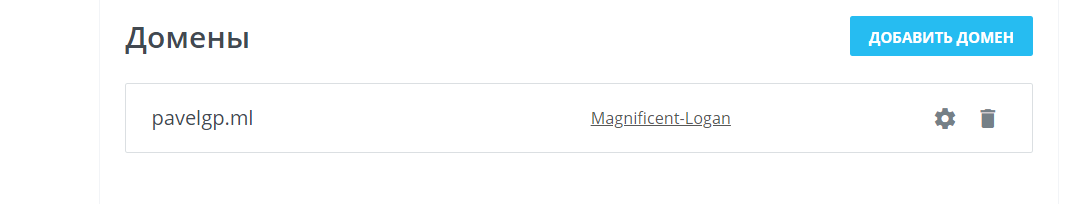 Домены
ДОБАВИТЬ ДОМЕН
pavelgp.ml
Magnificent-Logan